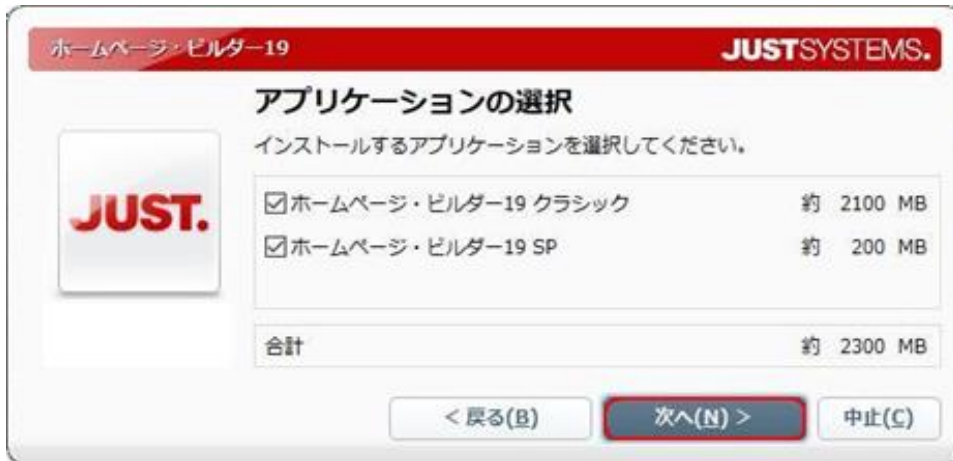 ホームページ・ビルダー19 JUSTSYSTEMS.
アプリケーションの選択
インストールするアプリケーションを選択してください。
JUST.
☑ホームページ・ビルダー19 クラシック 約 2100 MB
☑ホームページ・ビルダー19 SP 約 200 MB
合計 約 2300 MB
< 戻る(B) 次へ(N) > 中止(C)